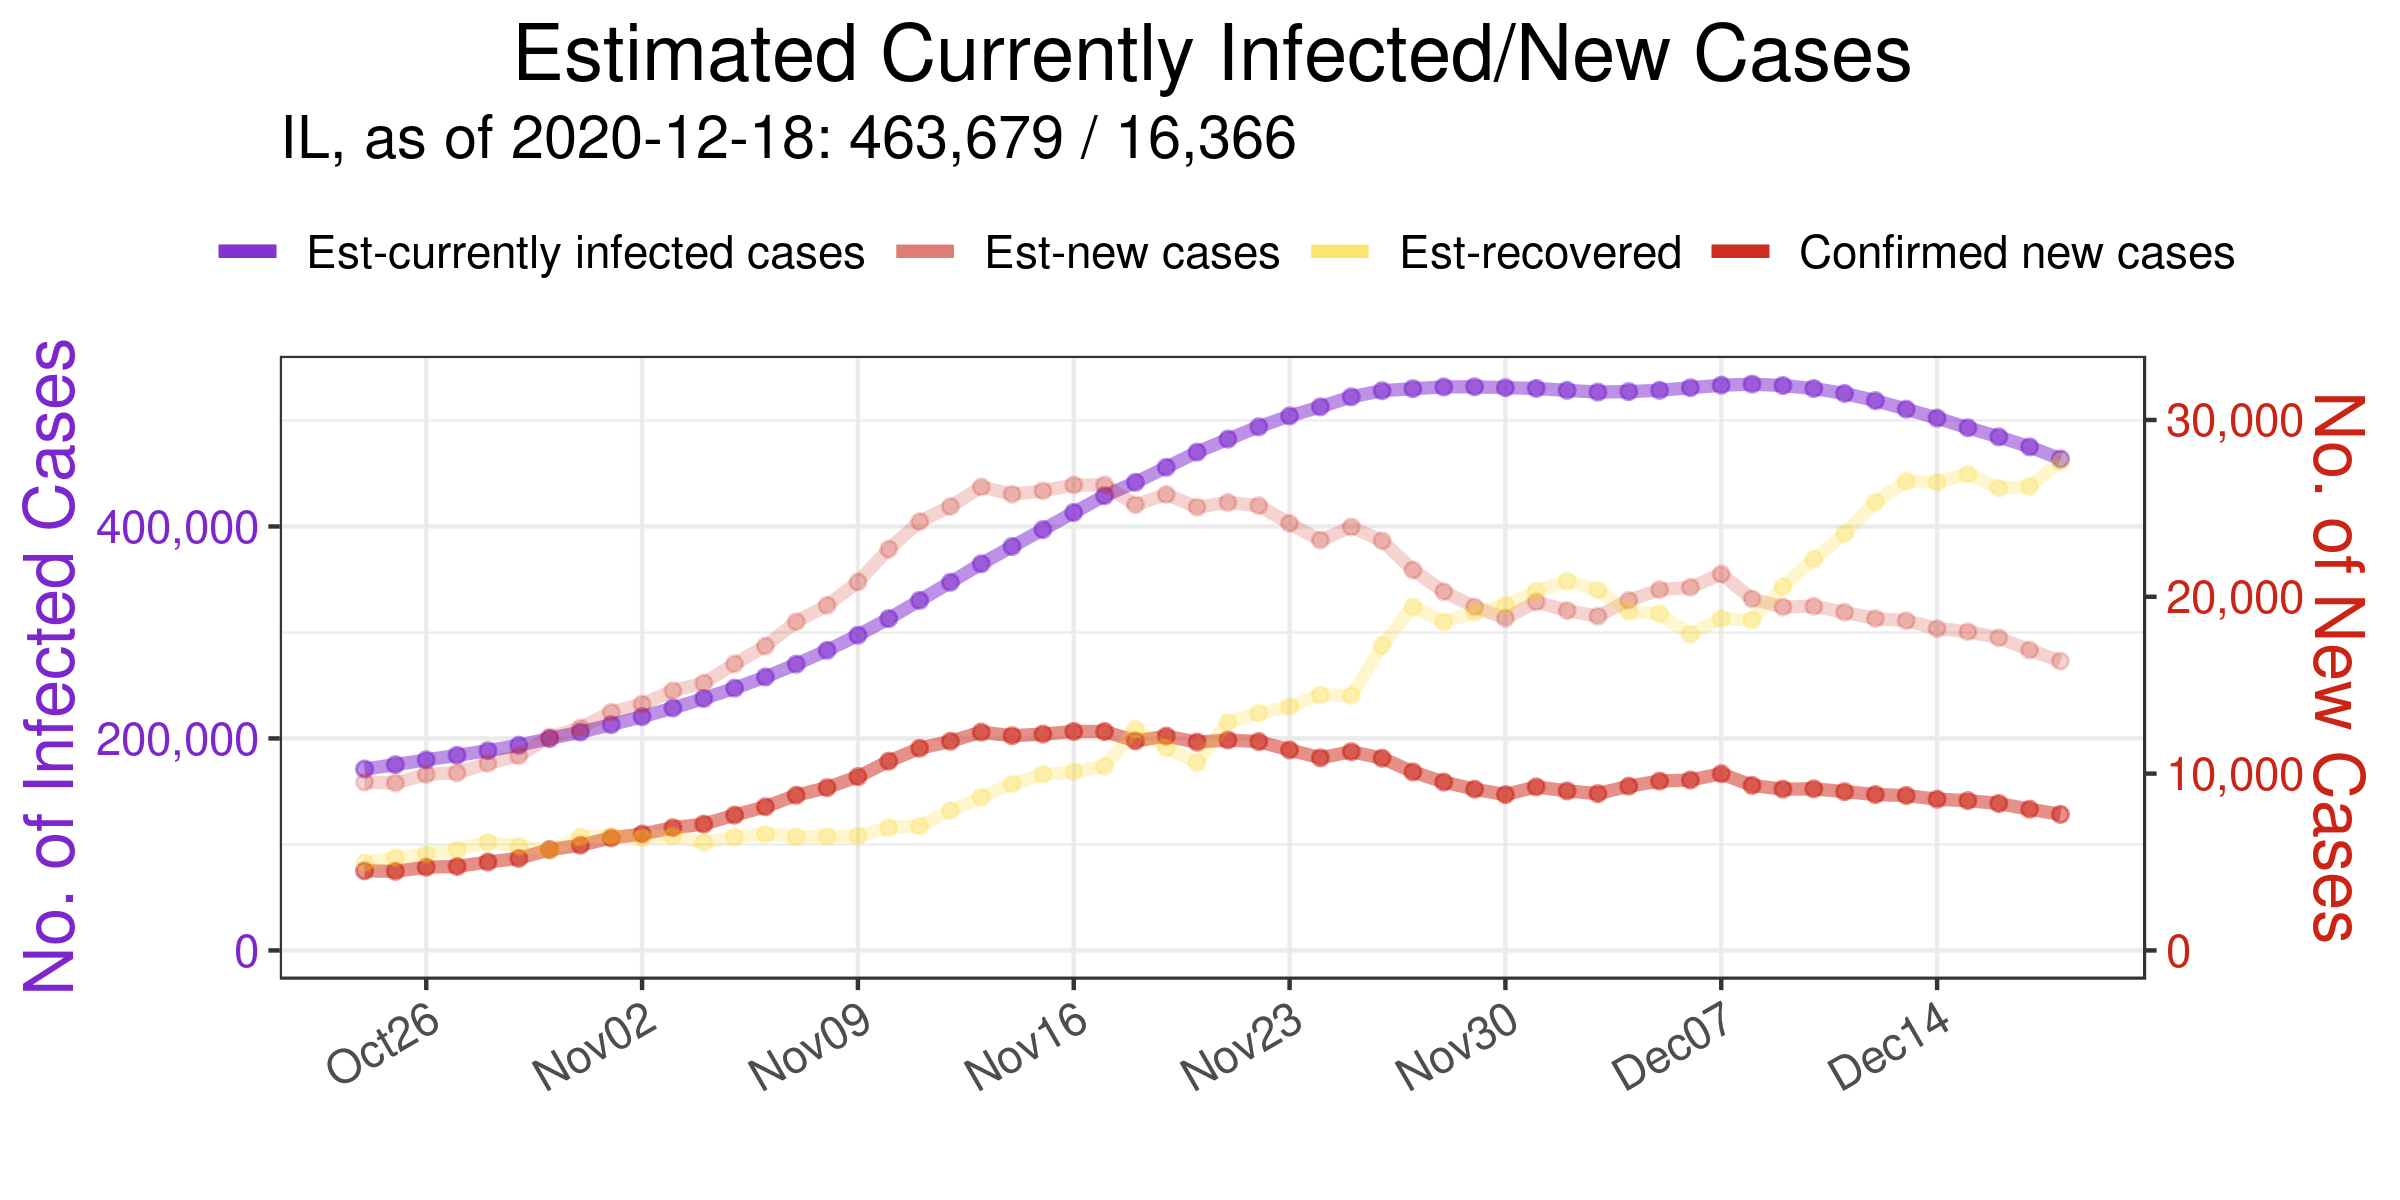 Estimated Currently Infected/New Cases
IL, as of 2020-12-18: 463,679 / 16,366
Est-currently infected cases
Est-new cases
Est-recovered
Confirmed new cases
No. of Infected Cases
400,000
200,000
0
30,000
20,000
10,000
0
No. of New Cases
Oct26
Nov02
Nov09
Nov16
Nov23
Nov30
Dec07
Dec14